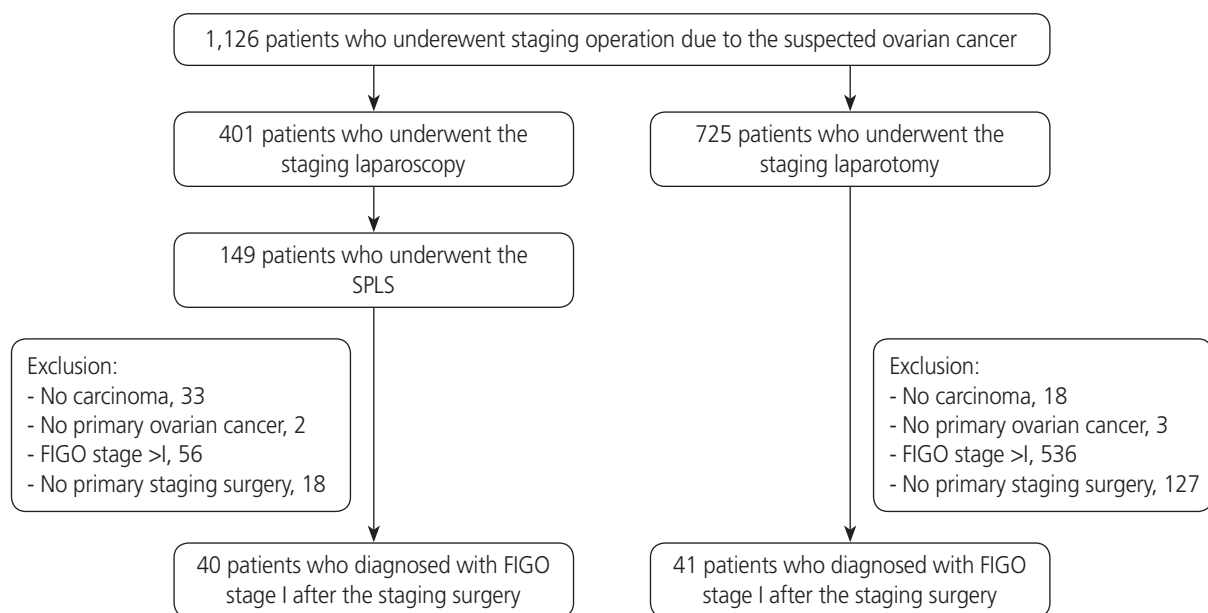 1,126 patients who underewent staging operation due to the suspected ovarian cancer
401 patients who underwent the
staging laparoscopy
725 patients who underwent the
staging laparotomy
149 patients who underwent the
SPLS
Exclusion:
- No carcinoma, 33
- No primary ovarian cancer, 2
- FIGO stage >I, 56
- No primary staging surgery, 18
Exclusion:
- No carcinoma, 18
- No primary ovarian cancer, 3
- FIGO stage >I, 536
- No primary staging surgery, 127
40 patients who diagnosed with FIGO
stage I after the staging surgery
41 patients who diagnosed with FIGO
stage I after the staging surgery